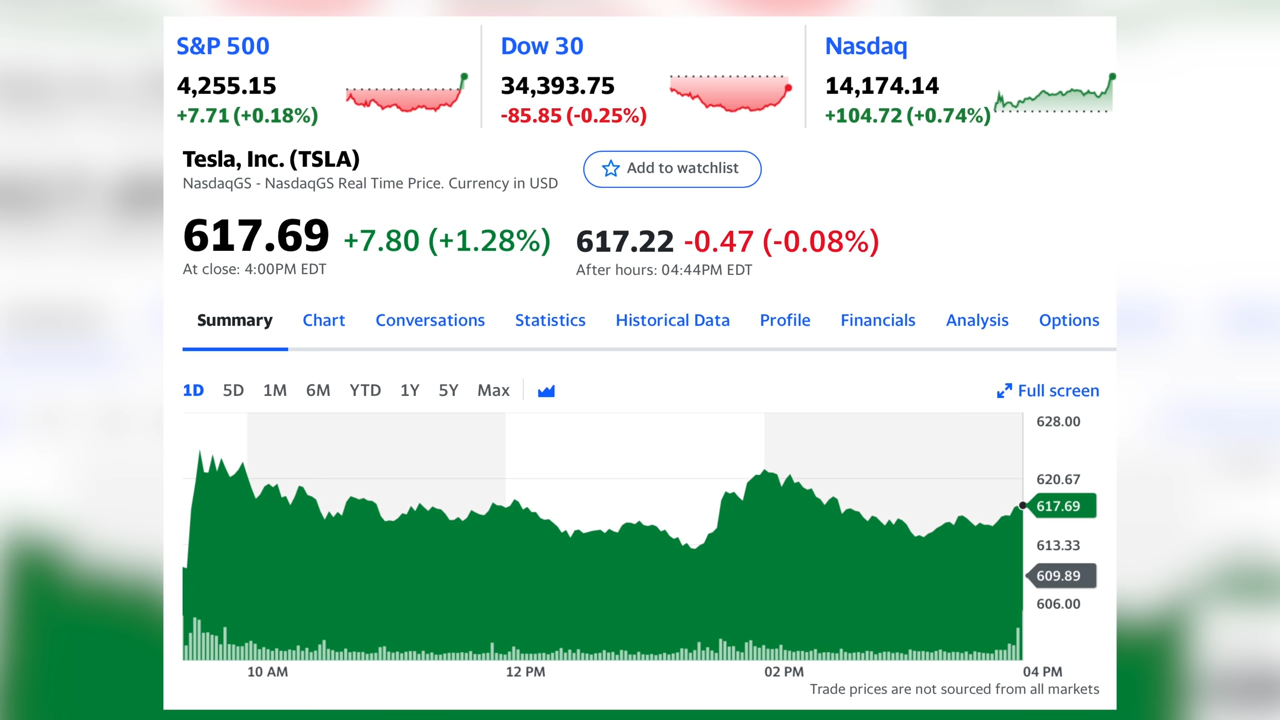 S&P 500
4,255.15
+7.71 (+0.18%)
Dow 30
34,393.75
-85.85 (-0.25%)
Nasdaq
14,174.14
+104.72 (+0.74%)
Tesla, Inc. (TSLA)
NasdaqGS - NasdaqGS Real Time Price. Currency in USD
Add to watchlist
617.69 +7.80 (+1.28%)
At close: 4:00PM EDT
617.22 -0.47 (-0.08%)
After hours: 04:44PM EDT
Summary Chart Conversations Statistics Historical Data Profile Financials Analysis Options
1D 5D 1M 6M YTD 1Y 5Y Max
Full screen
628.00
620.67
617.69
613.33
609.89
606.00
10 AM 12 PM 02 PM 04 PM
Trade prices are not sourced from all markets